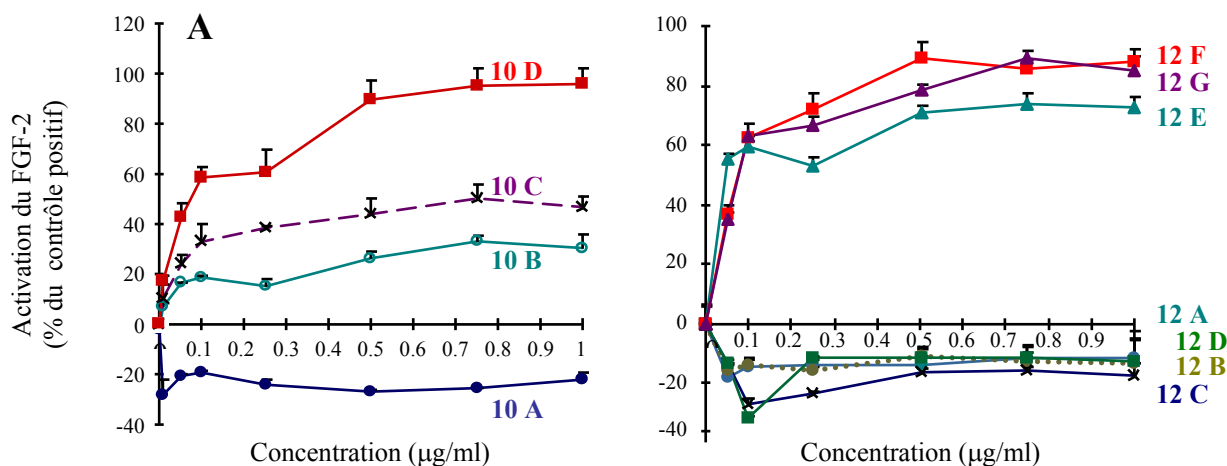 A
Activation du FGF-2
(% du contrôle positif)
120
100
80
60
40
20
0
-20
-40
0.1 0.2 0.3 0.4 0.5 0.6 0.7 0.8 0.9 1
10 D
10 C
10 B
10 A
Concentration (μg/ml)
100
80
60
40
20
0
-20
-40
0.1 0.2 0.3 0.4 0.5 0.6 0.7 0.8 0.9 1
12 F
12 G
12 E
12 A
12 D
12 B
12 C
Concentration (μg/ml)